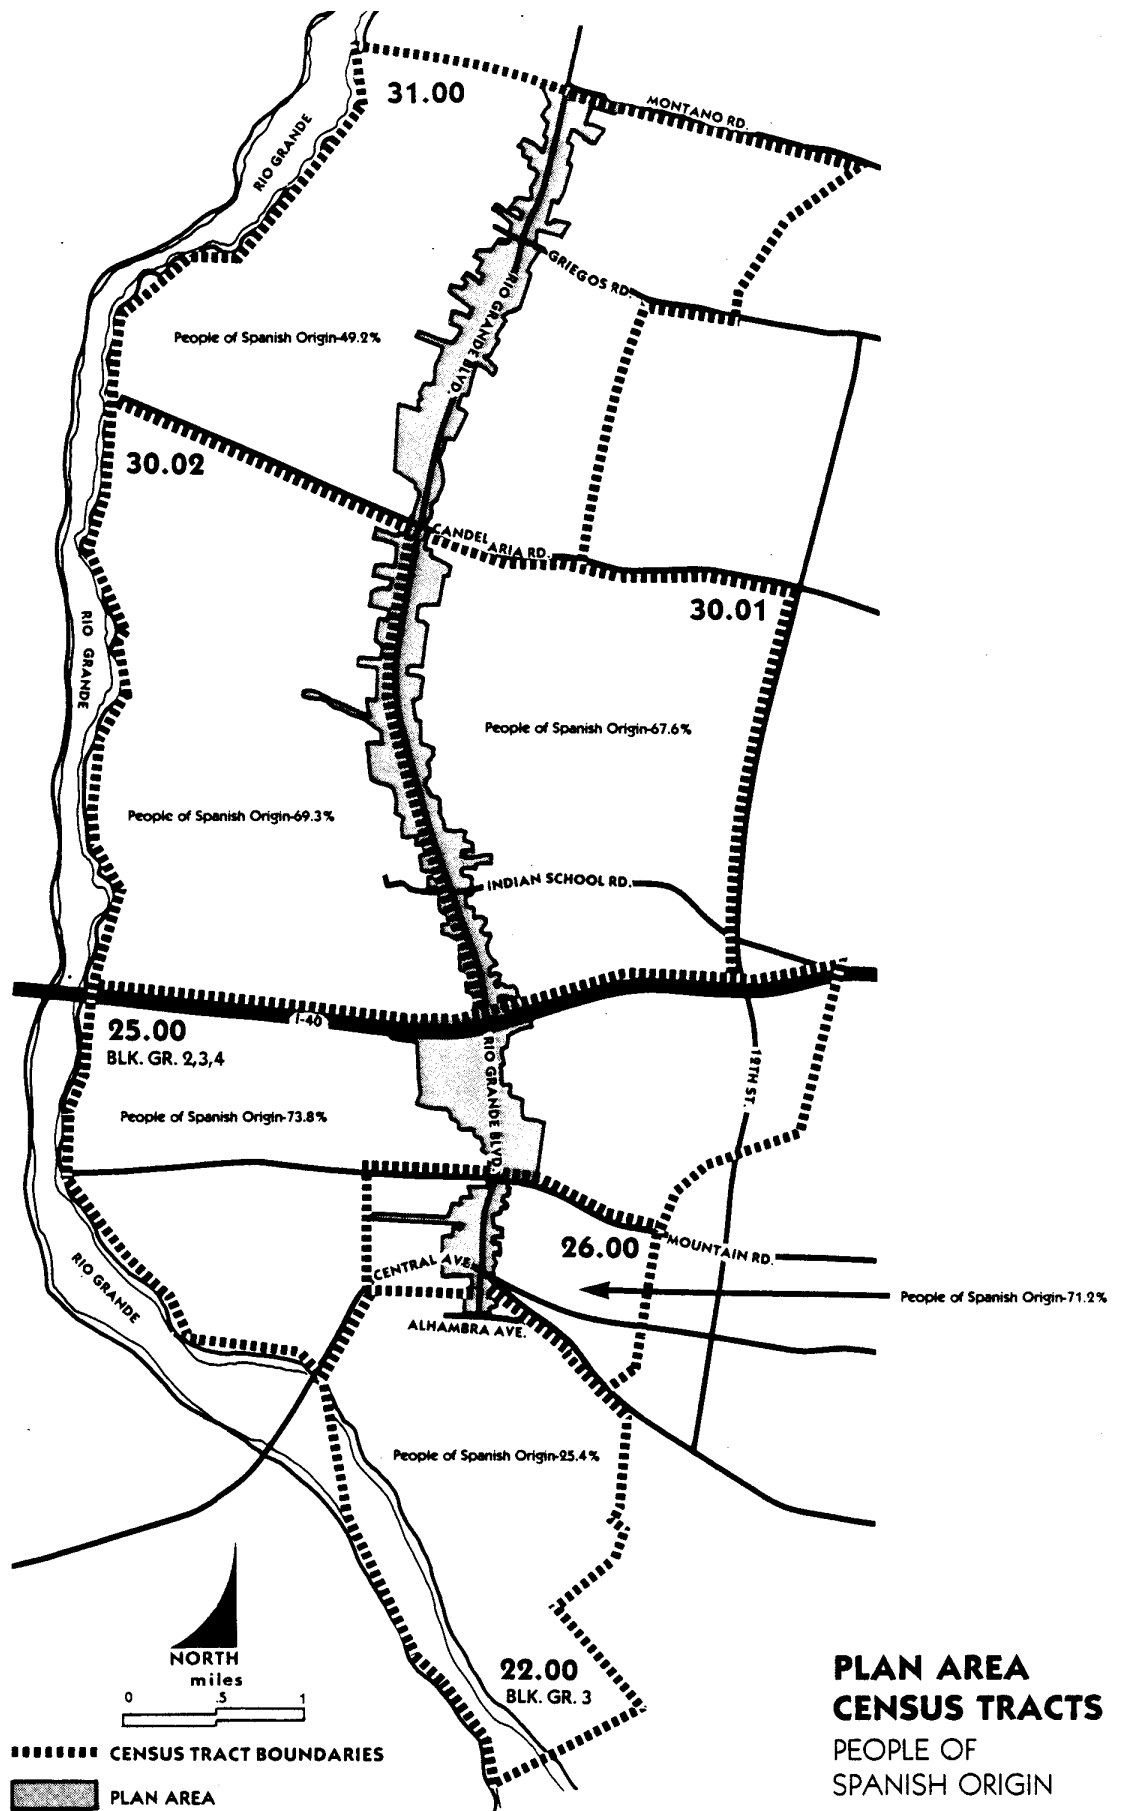 31.00
MONTANO RD.
RIO GRANDE
GRIEGOS RD.
RIO GRANDE BLVD.
People of Spanish Origin-49.2%
30.02
CANDELARIA RD.
30.01
RIO GRANDE
People of Spanish Origin-67.6%
People of Spanish Origin-69.3%
INDIAN SCHOOL RD.
I-40
25.00
BLK. GR. 2,3,4
RIO GRANDE BLVD.
12TH ST.
People of Spanish Origin-73.8%
26.00
MOUNTAIN RD.
CENTRAL AVE
RIO GRANDE
People of Spanish Origin-71.2%
ALHAMBRA AVE.
People of Spanish Origin-25.4%
22.00
BLK. GR. 3
NORTH
miles
0 .5 1
CENSUS TRACT BOUNDARIES
PLAN AREA
PLAN AREA
CENSUS TRACTS
PEOPLE OF
SPANISH ORIGIN